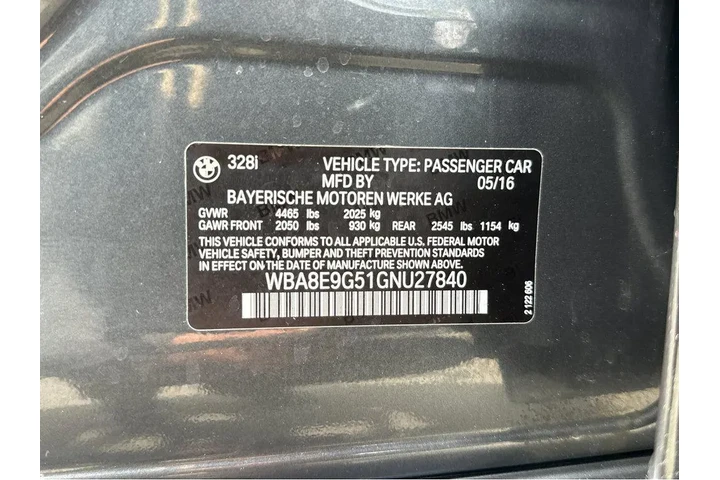 328i VEHICLE TYPE: PASSENGER CAR
MFD BY 05/16
BAYERISCHE MOTOREN WERKE AG
GVWR 4465 lbs 2025 kg
GAWR FRONT 2050 lbs 930 kg REAR 2545 lbs 1154 kg
THIS VEHICLE CONFORMS TO ALL APPLICABLE U.S. FEDERAL MOTOR
VEHICLE SAFETY, BUMPER AND THEFT PREVENTION STANDARDS
IN EFFECT ON THE DATE OF MANUFACTURE SHOWN ABOVE.
WBA8E9G51GNU27840
2 122 606